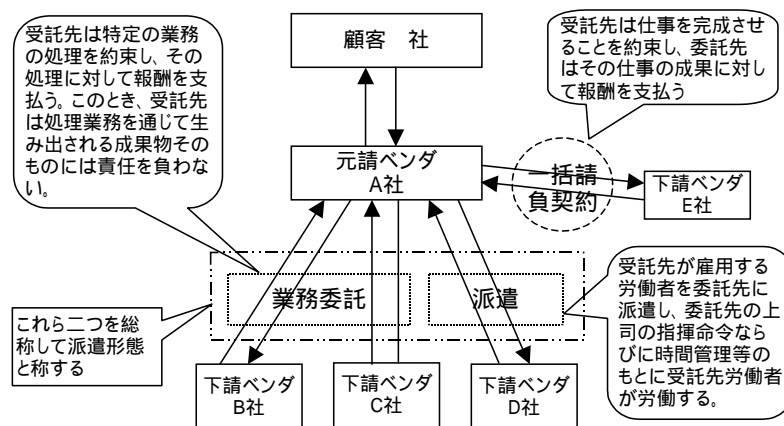 受託先は特定の業務
の処理を約束し、その
処理に対して報酬を支
払う。このとき、受託先
は処理業務を通じて生
み出される成果物その
ものには責任を負わな
い。
顧客　社
受託先は仕事を完成させ
ることを約束し、委託先
はその仕事の成果に対し
て報酬を支払う
元請ベンダ
A社
一括請
負契約
下請ベンダ
E社
業務委託
派遣
これら二つを総
称して派遣形態
と称する
受託先が雇用する
労働者を委託先に
派遣し、委託先の上
司の指揮命令なら
びに時間管理等の
もとに受託先労働者
が労働する。
下請ベンダ
B社
下請ベンダ
C社
下請ベンダ
D社